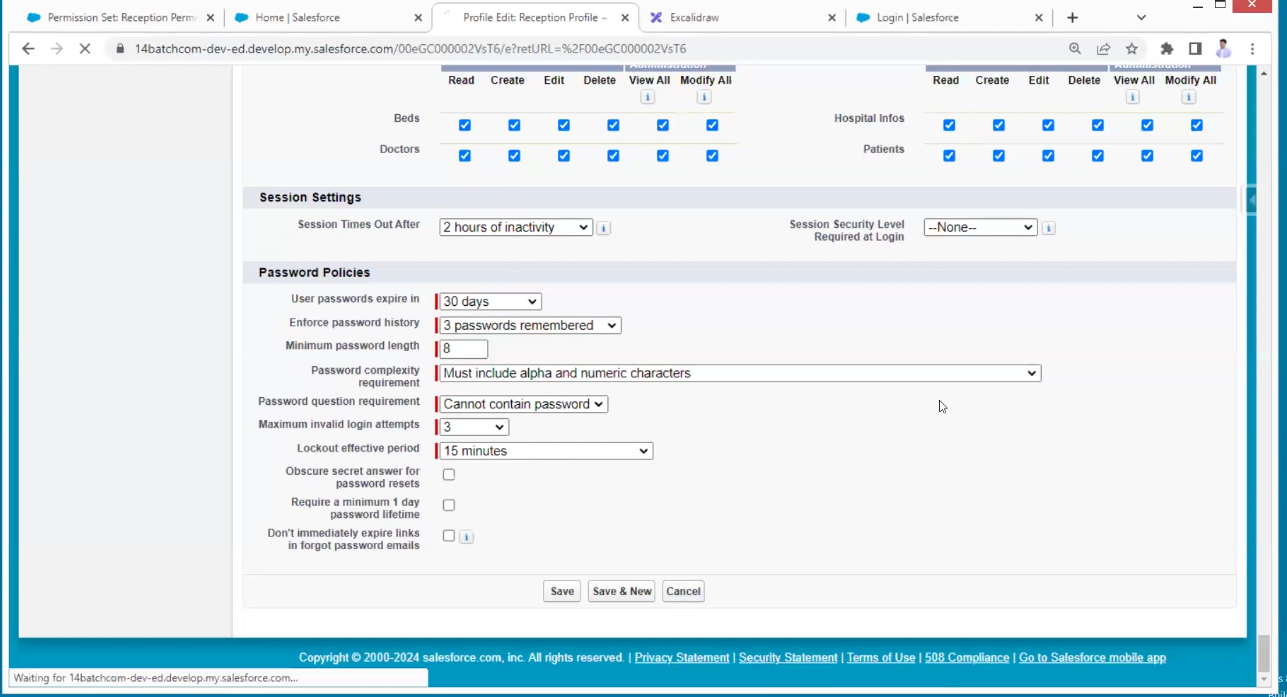 Permission Set: Reception Perm Home | Salesforce Profile Edit: Reception Profile ~ Excalidraw Login | Salesforce
14batchcom-dev-ed.develop.my.salesforce.com/00eGC000002VsT6/e?retURL=%2F00eGC000002VsT6
Administration Administration
Read Create Edit Delete View All Modify All Read Create Edit Delete View All Modify All
Beds Hospital Infos
Doctors Patients
Session Settings
Session Times Out After 2 hours of inactivity Session Security Level
Required at Login --None--
Password Policies
User passwords expire in 30 days
Enforce password history 3 passwords remembered
Minimum password length 8
Password complexity
requirement Must include alpha and numeric characters
Password question requirement Cannot contain password
Maximum invalid login attempts 3
Lockout effective period 15 minutes
Obscure secret answer for
password resets
Require a minimum 1 day
password lifetime
Don't immediately expire links
in forgot password emails
Save Save & New Cancel
Copyright © 2000-2024 salesforce.com, inc. All rights reserved. | Privacy Statement | Security Statement | Terms of Use | 508 Compliance | Go to Salesforce mobile app
Waiting for 14batchcom-dev-ed.develop.my.salesforce.com...